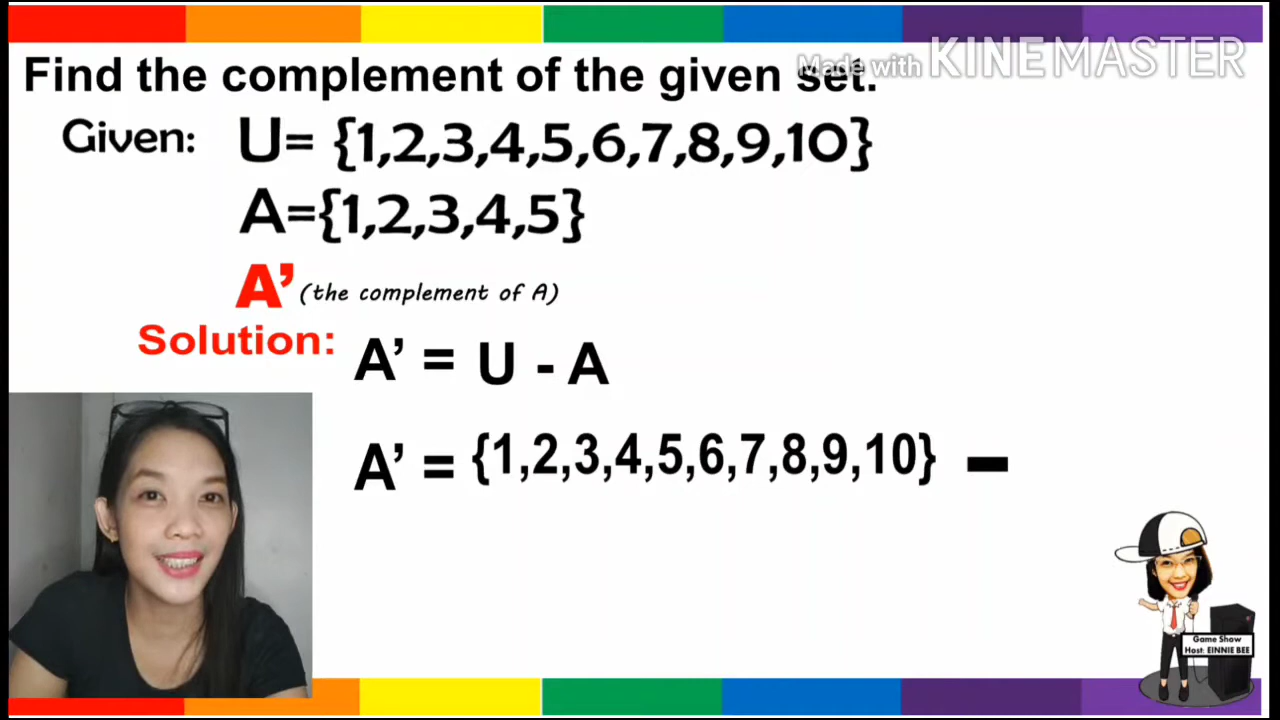 Find the complement of the given set.
Made with KINEMASTER
Given: U= {1,2,3,4,5,6,7,8,9,10}
A={1,2,3,4,5}
A’ (the complement of A)
Solution:
A’ = U - A
A’ = {1,2,3,4,5,6,7,8,9,10} -
Game Show
Host: EINNIE BEE